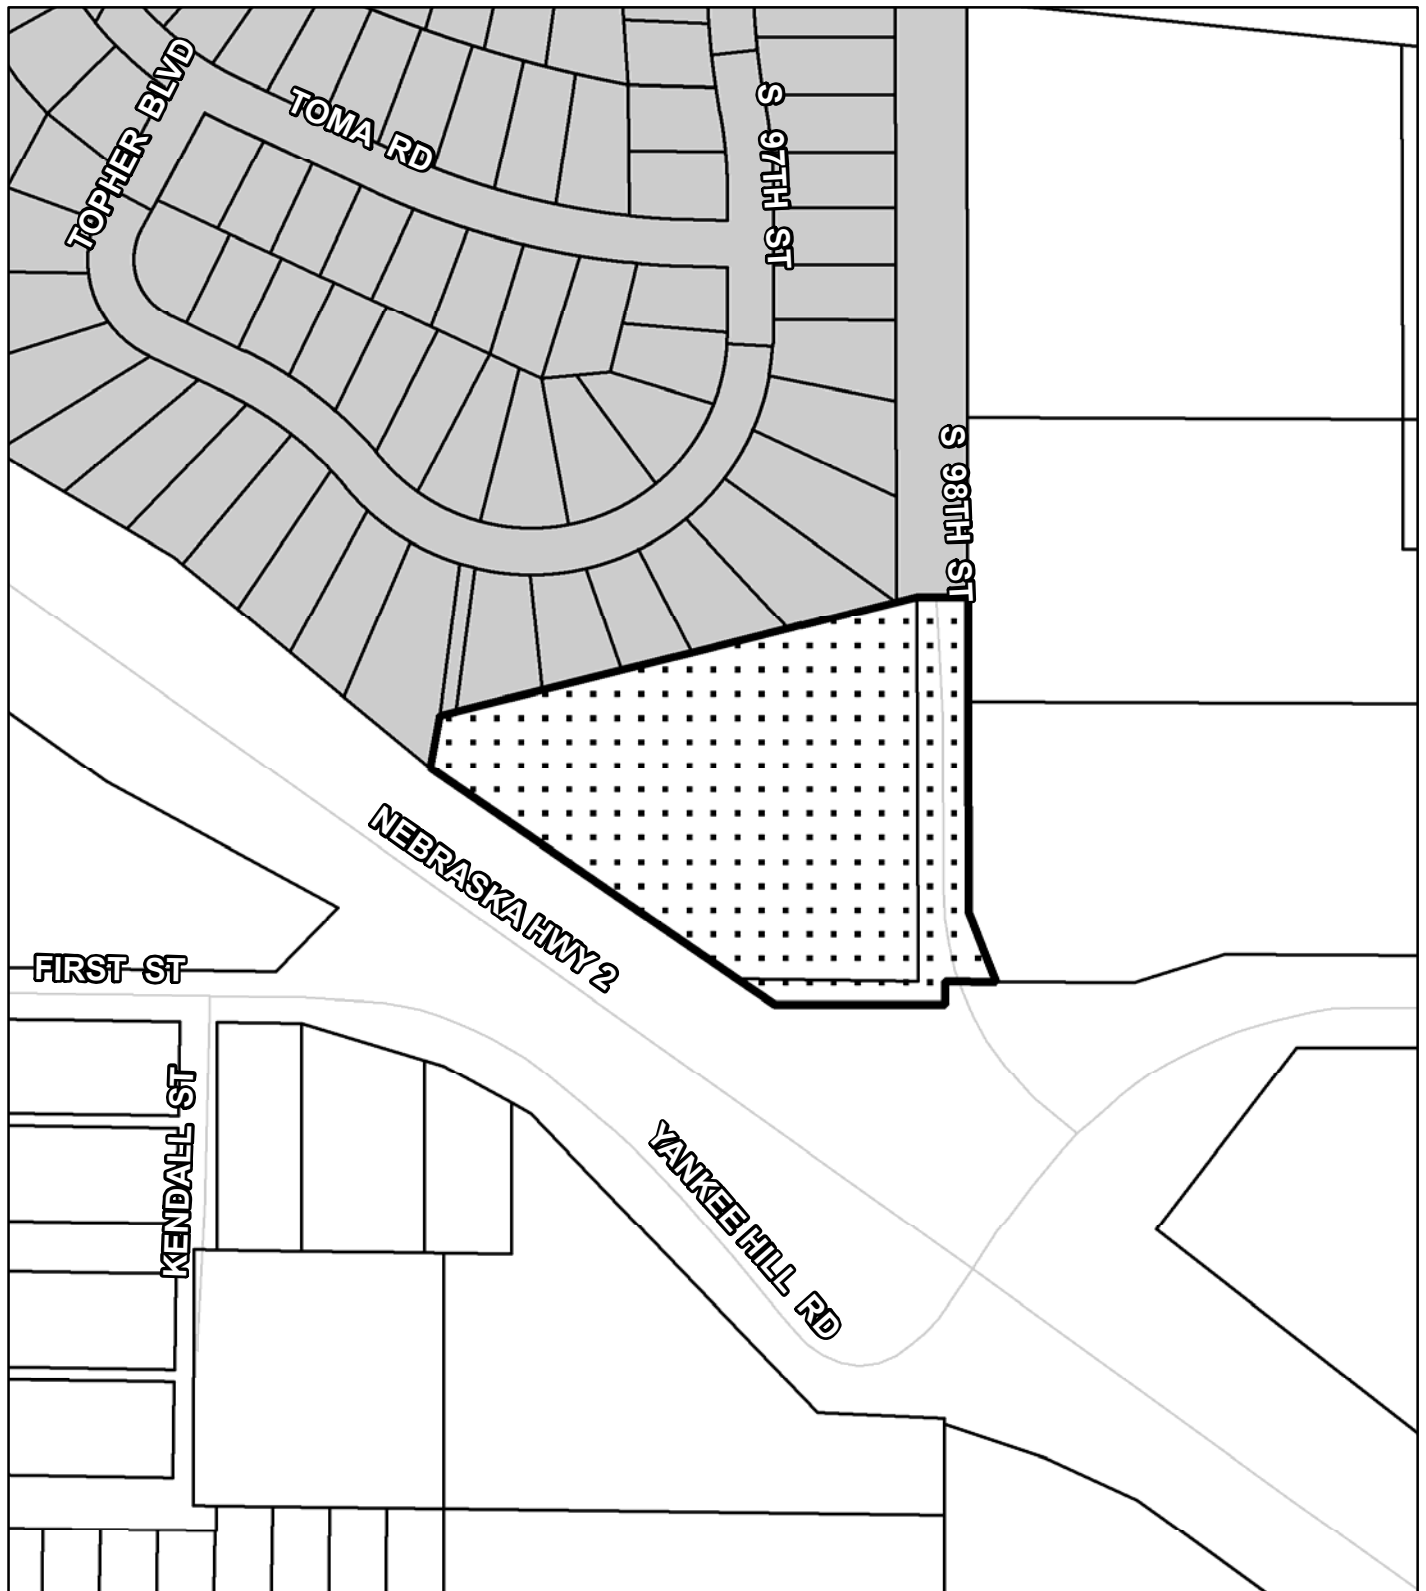 TOPHER BLVD
TOMA RD
S 97TH ST
S 98TH ST
NEBRASKA HWY 2
FIRST ST
KENDALL ST
YANKEE HILL RD